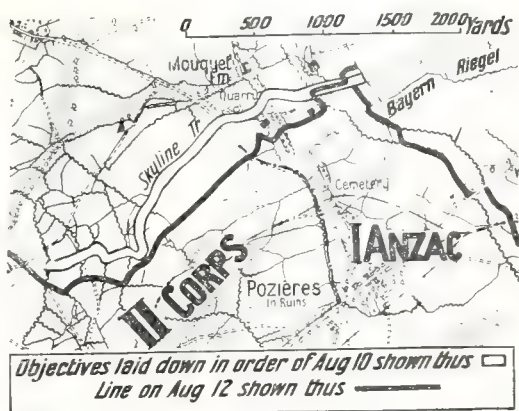 0 500 1000 1500 2000 Yards
Mouquet
Fm
Quarry
Skyline Tr
Bayern Riegel
Cemetery
I ANZAC
II CORPS
Pozières
In Ruins
Objectives laid down in order of Aug 10 shown thus
Line on Aug 12 shown thus